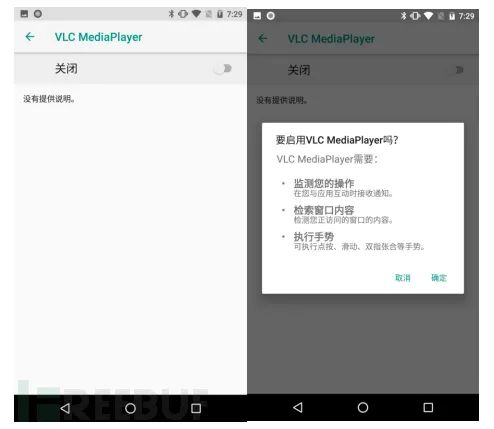 7:29
VLC MediaPlayer
关闭
没有提供说明。
FREEBUF
7:29
VLC MediaPlayer
关闭
没有提供说明。
要启用VLC MediaPlayer吗?
VLC MediaPlayer需要:
• 监测您的操作
在您与应用互动时接收通知。
• 检索窗口内容
检测您正访问的窗口的内容。
• 执行手势
可执行点按、滑动、双指张合等手势。
取消 确定